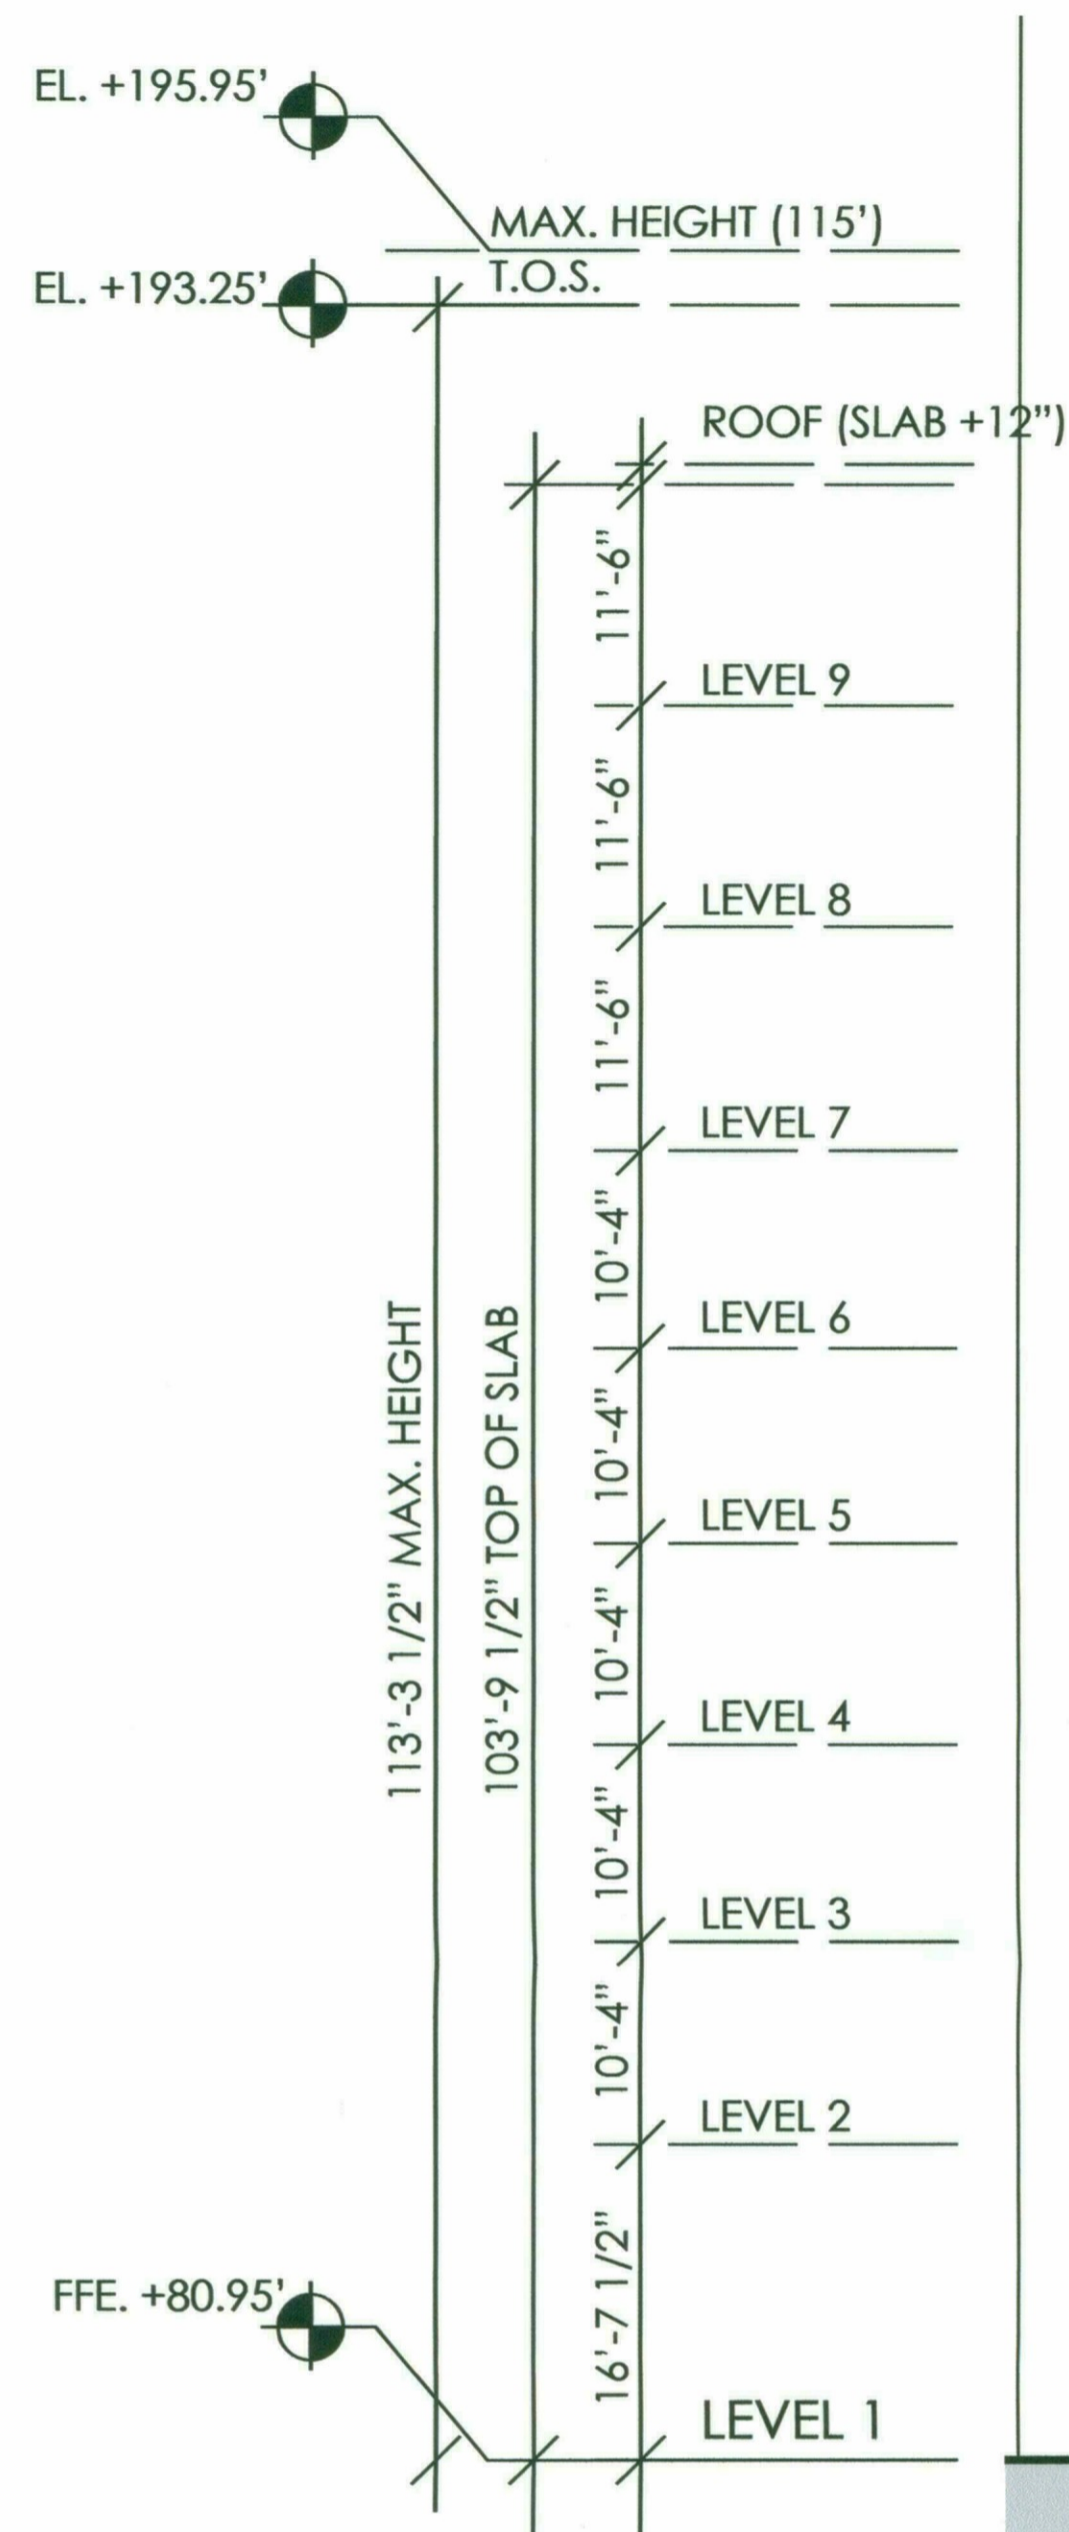 EL. +195.95'
MAX. HEIGHT (115')
EL. +193.25'
T.O.S.
ROOF (SLAB +12")
11'-6"
LEVEL 9
11'-6"
LEVEL 8
11'-6"
LEVEL 7
10'-4"
LEVEL 6
10'-4"
LEVEL 5
10'-4"
LEVEL 4
10'-4"
LEVEL 3
10'-4"
LEVEL 2
113'-3 1/2" MAX. HEIGHT
103'-9 1/2" TOP OF SLAB
16'-7 1/2"
FFE. +80.95'
LEVEL 1